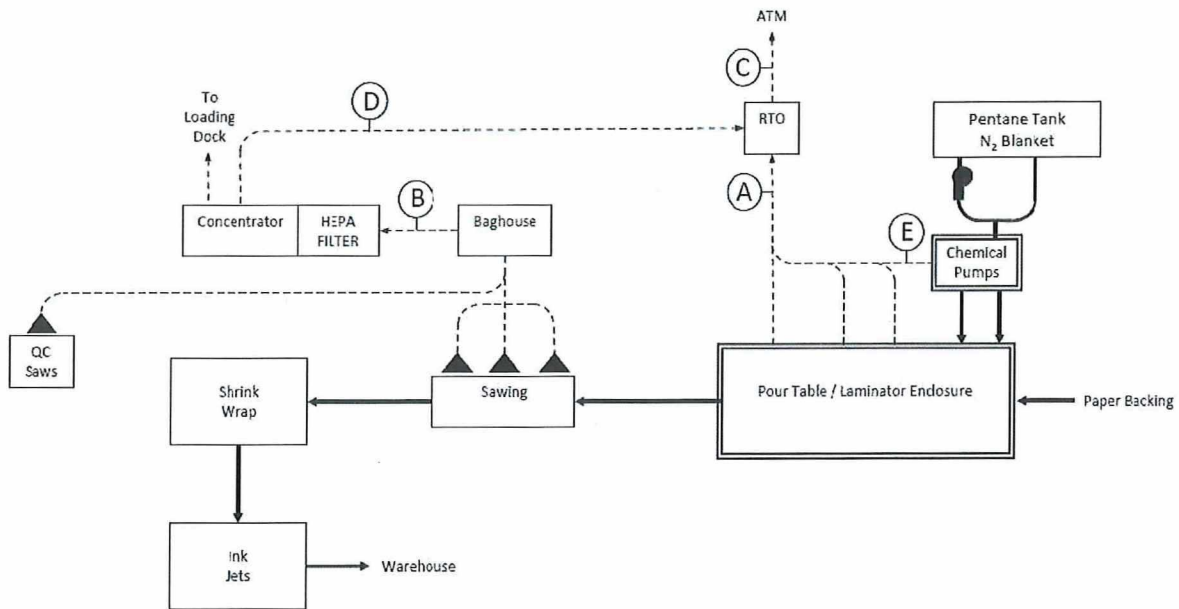 ATM
C
D
To
Loading
Dock
RTO
Pentane Tank
N₂ Blanket
A
B
Concentrator
HEPA
FILTER
Baghouse
E
Chemical
Pumps
QC
Saws
Shrink
Wrap
Sawing
Pour Table / Laminator Enclosure
Paper Backing
Ink
Jets
Warehouse